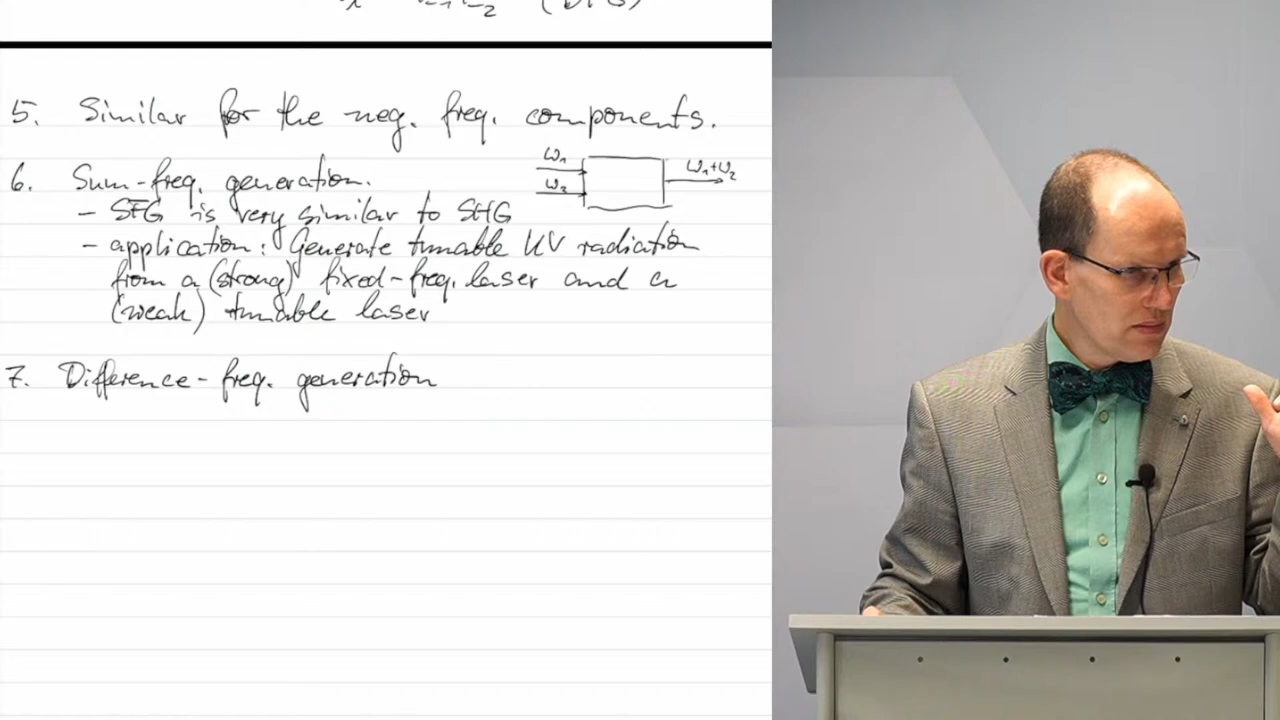 (DFG)
5. Similar for the neg. freq. components.
6. Sum-freq. generation.
ω₁
ω₂
ω₁+ω₂
- SFG is very similar to SHG
- application: Generate tunable UV radiation
from a (strong) fixed-freq. laser and a
(weak) tunable laser
7. Difference-freq. generation